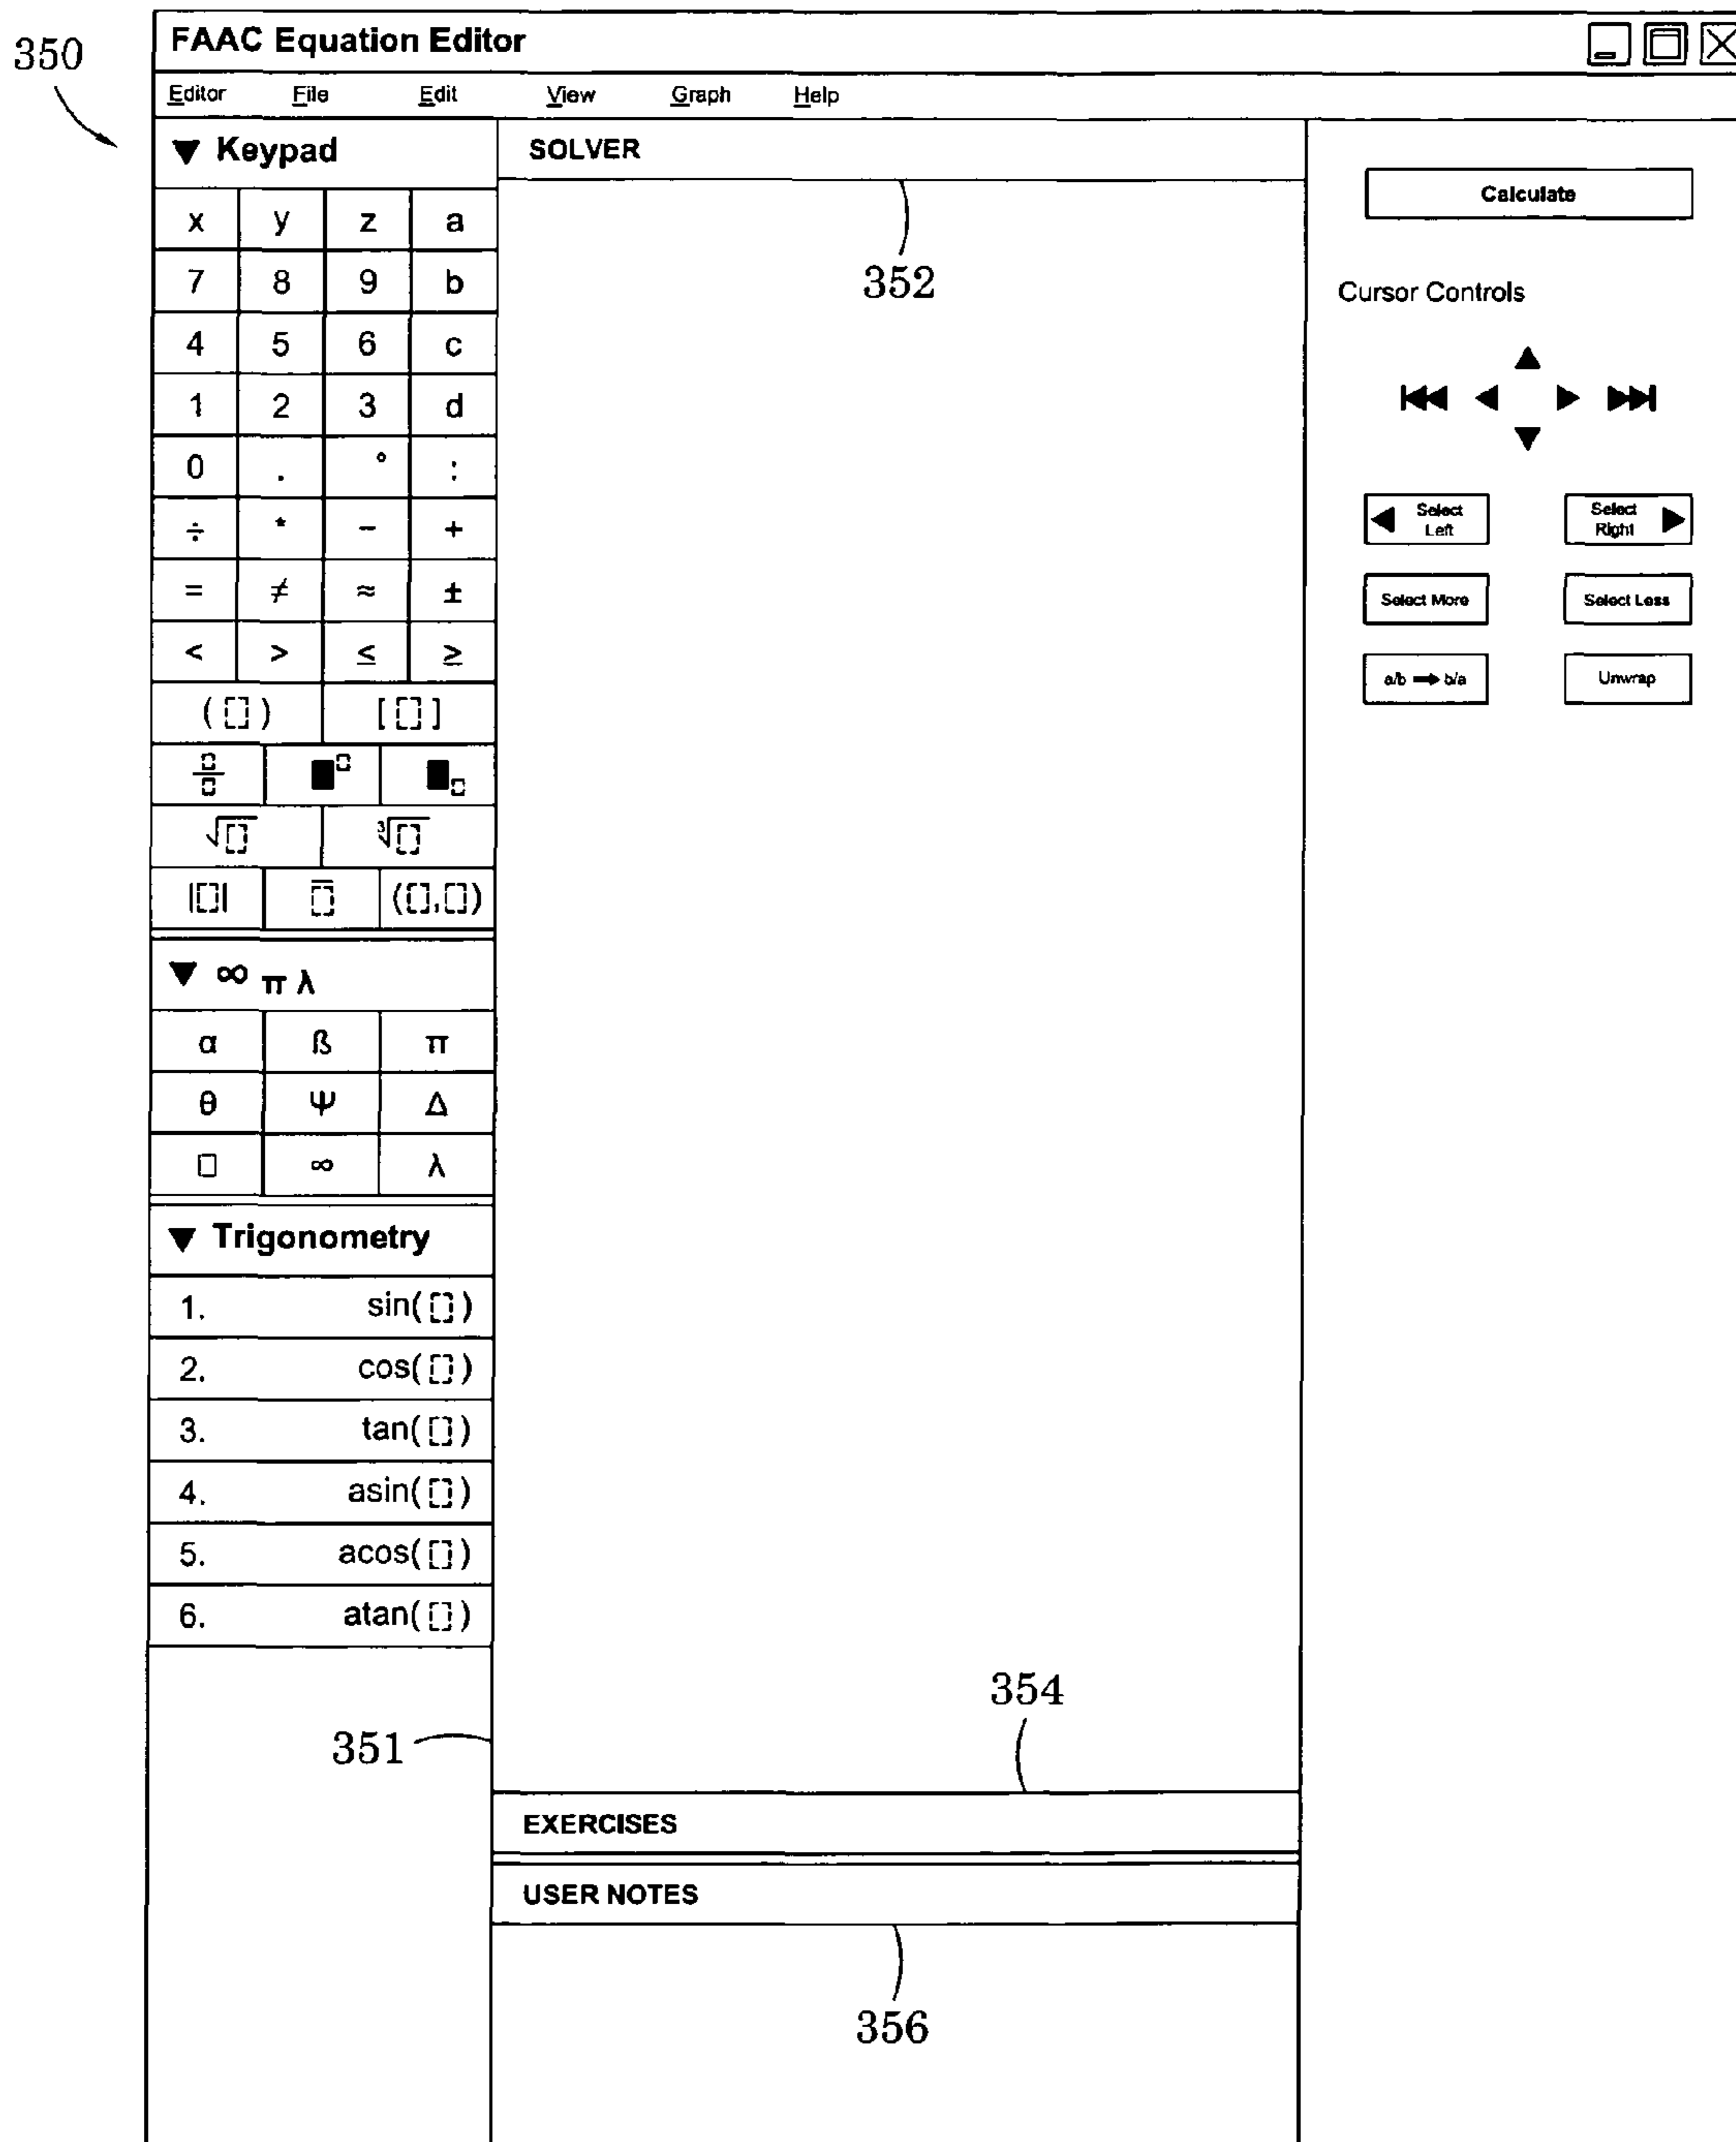 350
FAAC Equation Editor
Editor File Edit View Graph Help
▼ Keypad
x y z a
7 8 9 b
4 5 6 c
1 2 3 d
0 . ° :
÷ * − +
= ≠ ≈ ±
< > ≤ ≥
(▯) [▯]
▯/▯ ■▯ ■▯
√▯ ³√▯
|▯| ▯̅ (▯,▯)
▼ ∞ π λ
α ß π
θ Ψ Δ
□ ∞ λ
▼ Trigonometry
1. sin(▯)
2. cos(▯)
3. tan(▯)
4. asin(▯)
5. acos(▯)
6. atan(▯)
351
SOLVER
352
354
EXERCISES
USER NOTES
356
Calculate
Cursor Controls
Select
Left
Select
Right
Select More Select Less
a/b ➡ b/a Unwrap